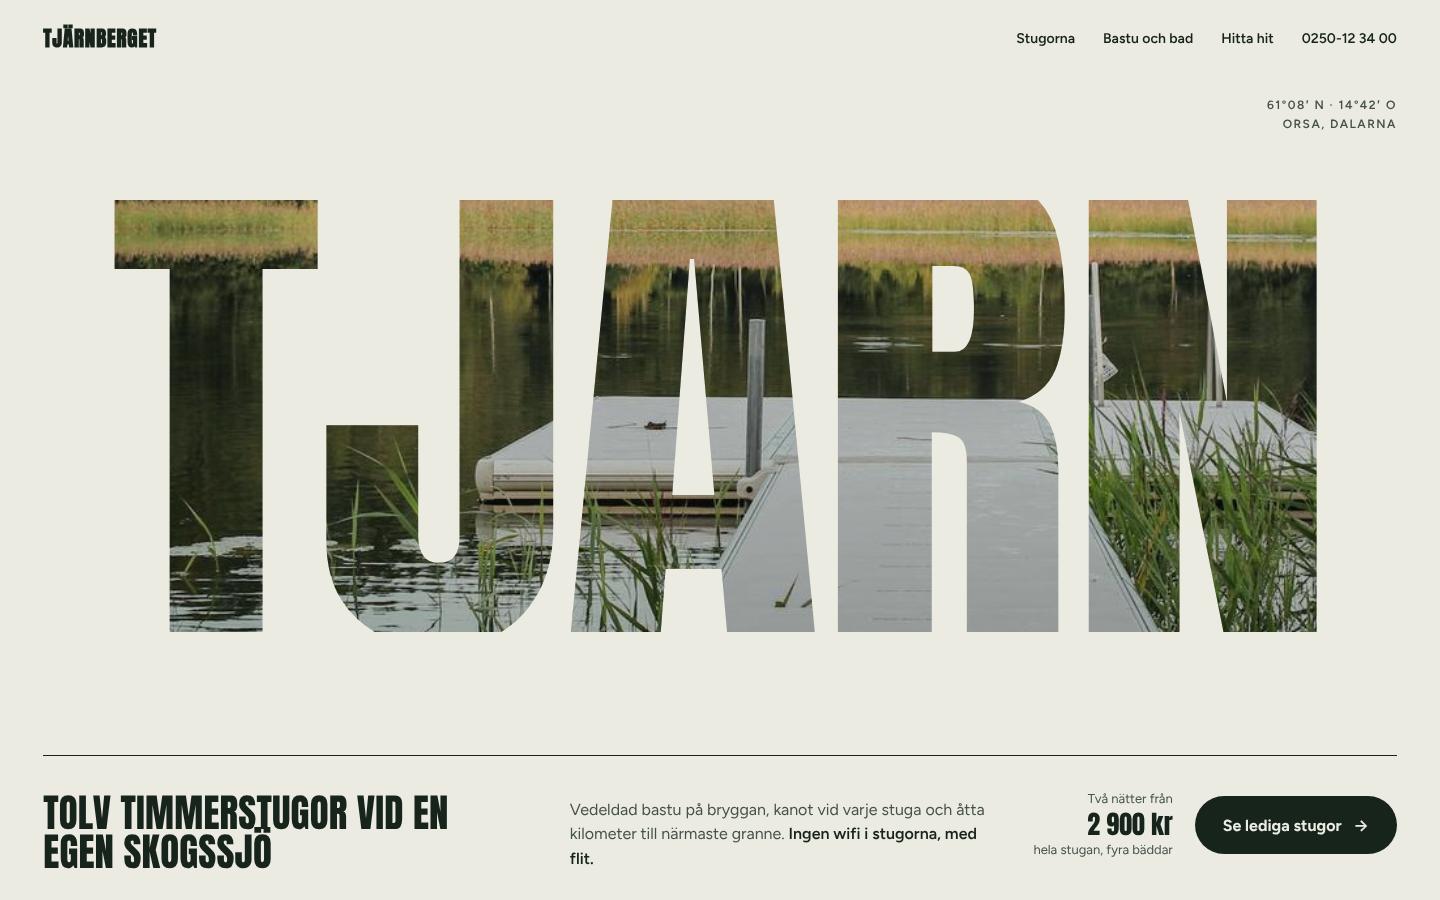 TJÄRNBERGET
Stugorna Bastu och bad Hitta hit 0250-12 34 00
61°08′ N · 14°42′ O
ORSA, DALARNA
TJARN
TOLV TIMMERSTUGOR VID EN
EGEN SKOGSSJÖ
Vedeldad bastu på bryggan, kanot vid varje stuga och åtta
kilometer till närmaste granne. Ingen wifi i stugorna, med
flit.
Två nätter från
2 900 kr
hela stugan, fyra bäddar
Se lediga stugor →